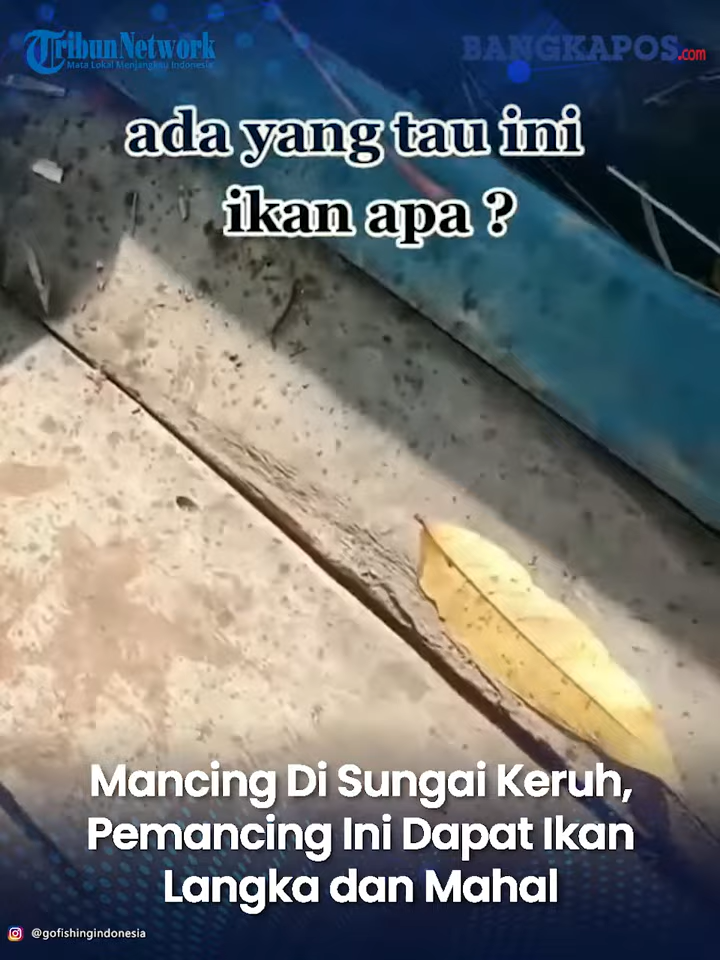 TribunNetwork
Mata Lokal Menjangkau Indonesia
BANGKAPOS.com
ada yang tau ini
ikan apa ?
Mancing Di Sungai Keruh,
Pemancing Ini Dapat Ikan
Langka dan Mahal
@gofishingindonesia